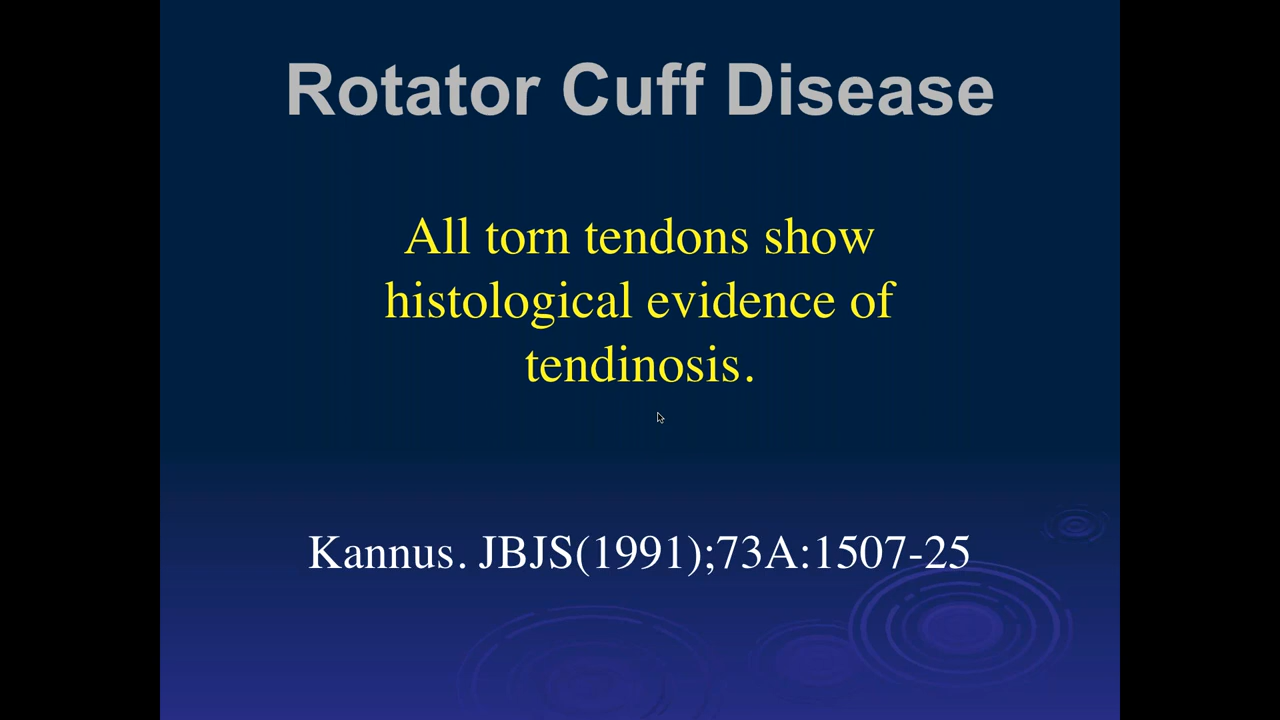 Rotator Cuff Disease
All torn tendons show
histological evidence of
tendinosis.
Kannus. JBJS(1991);73A:1507-25